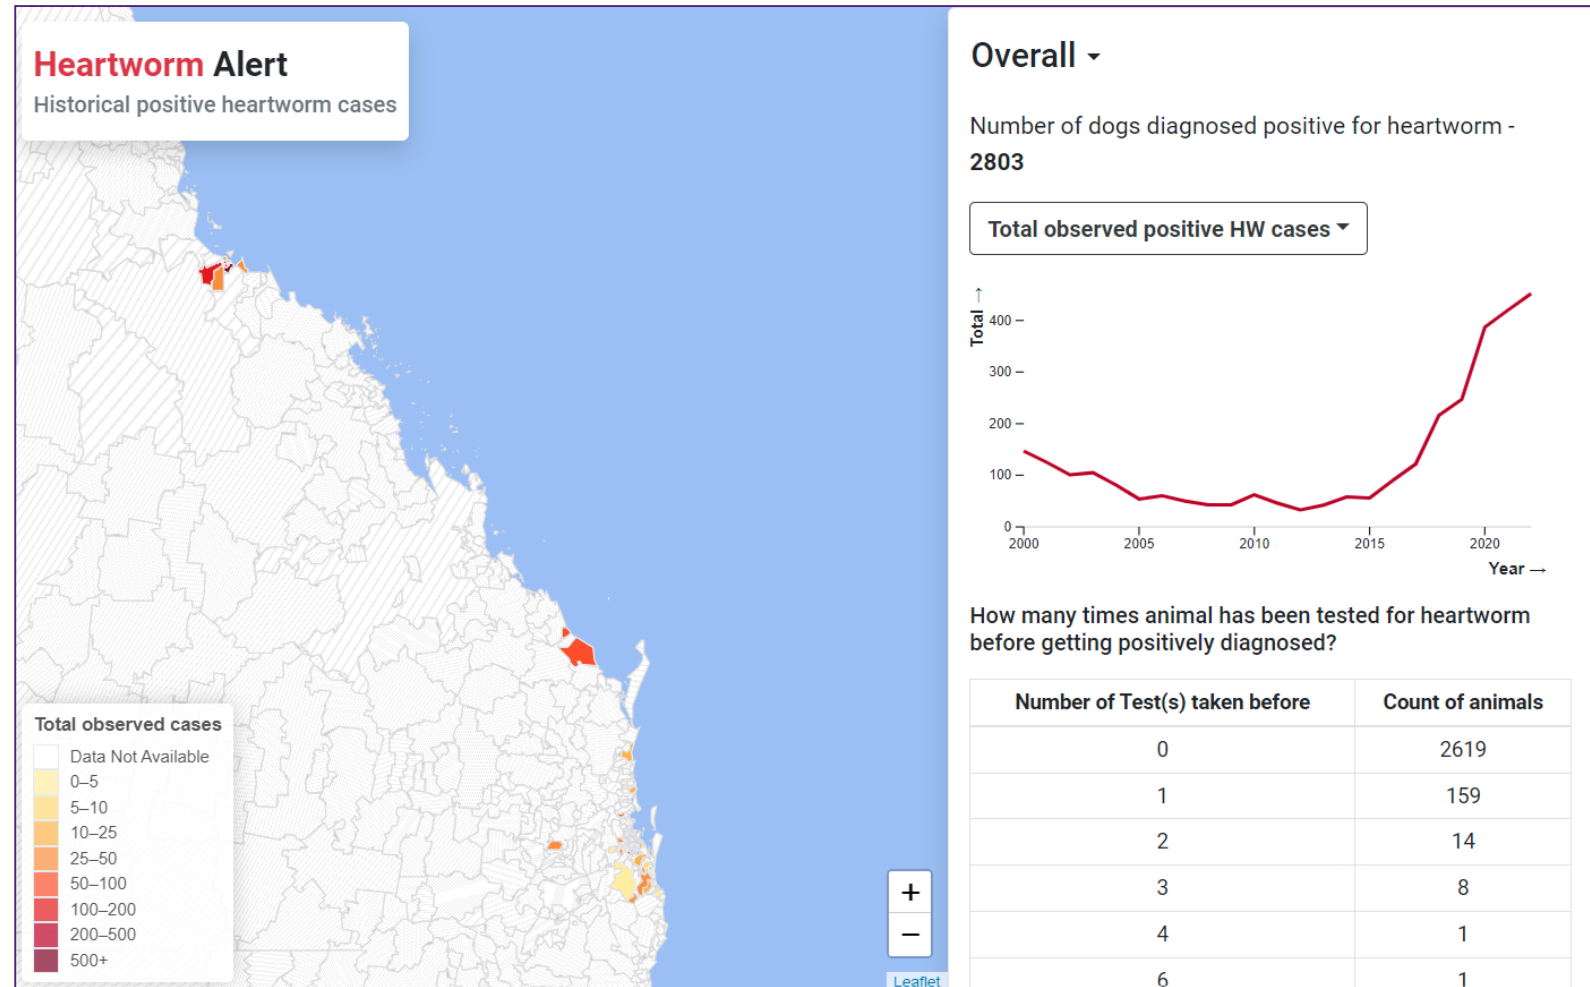 Heartworm Alert
Historical positive heartworm cases
Total observed cases
Data Not Available
0–5
5–10
10–25
25–50
50–100
100–200
200–500
500+
+
−
Leaflet
Overall
Number of dogs diagnosed positive for heartworm -
2803
Total observed positive HW cases
Total →
400
300
200
100
0
2000 2005 2010 2015 2020
Year →
How many times animal has been tested for heartworm
before getting positively diagnosed?
Number of Test(s) taken before Count of animals
0 2619
1 159
2 14
3 8
4 1
6 1